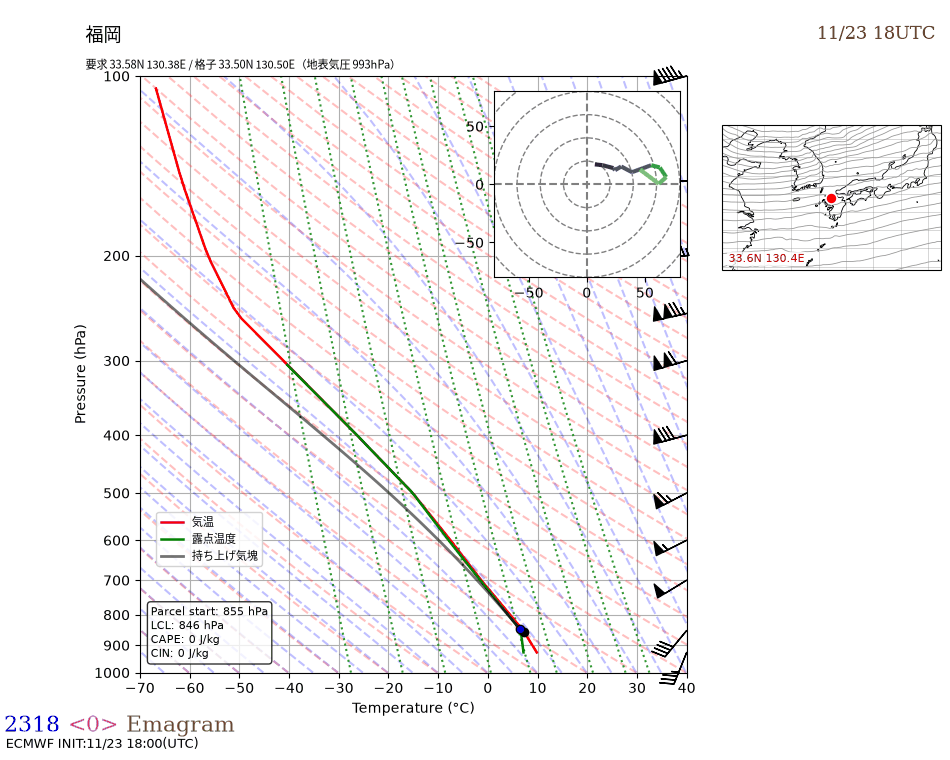 福岡
11/23 18UTC
要求 33.58N 130.38E / 格子 33.50N 130.50E（地表気圧 993hPa）
100
200
300
400
500
600
700
800
900
1000
Pressure (hPa)
50
0
−50
−50 0 50
33.6N 130.4E
気温
露点温度
持ち上げ気塊
Parcel start: 855 hPa
LCL: 846 hPa
CAPE: 0 J/kg
CIN: 0 J/kg
−70 −60 −50 −40 −30 −20 −10 0 10 20 30 40
Temperature (°C)
2318 <0> Emagram
ECMWF INIT:11/23 18:00(UTC)